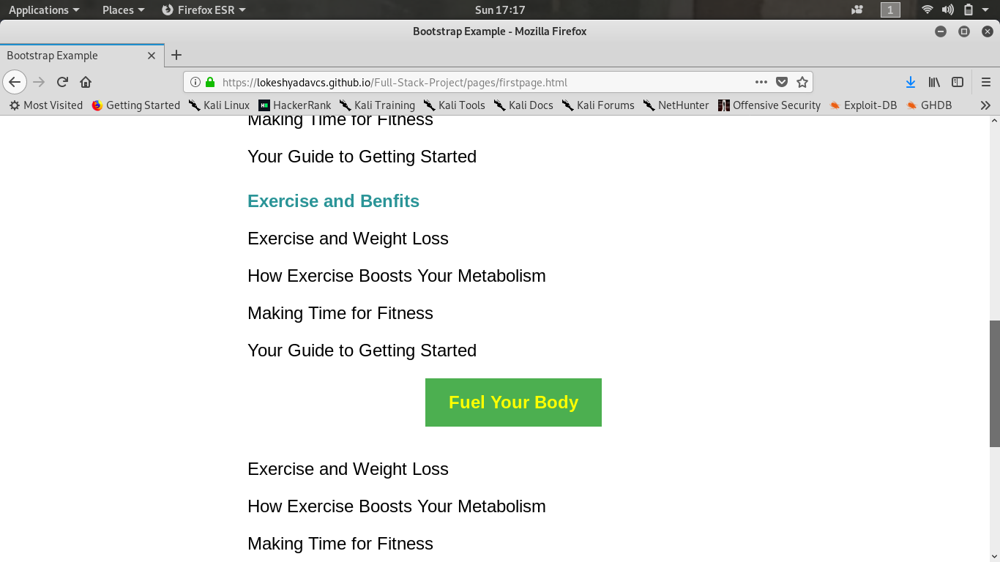 Applications Places Firefox ESR Sun 17:17 1
Bootstrap Example - Mozilla Firefox
Bootstrap Example
https://lokeshyadavcs.github.io/Full-Stack-Project/pages/firstpage.html
Most Visited Getting Started Kali Linux HackerRank Kali Training Kali Tools Kali Docs Kali Forums NetHunter Offensive Security Exploit-DB GHDB
Making Time for Fitness
Your Guide to Getting Started
Exercise and Benfits
Exercise and Weight Loss
How Exercise Boosts Your Metabolism
Making Time for Fitness
Your Guide to Getting Started
Fuel Your Body
Exercise and Weight Loss
How Exercise Boosts Your Metabolism
Making Time for Fitness